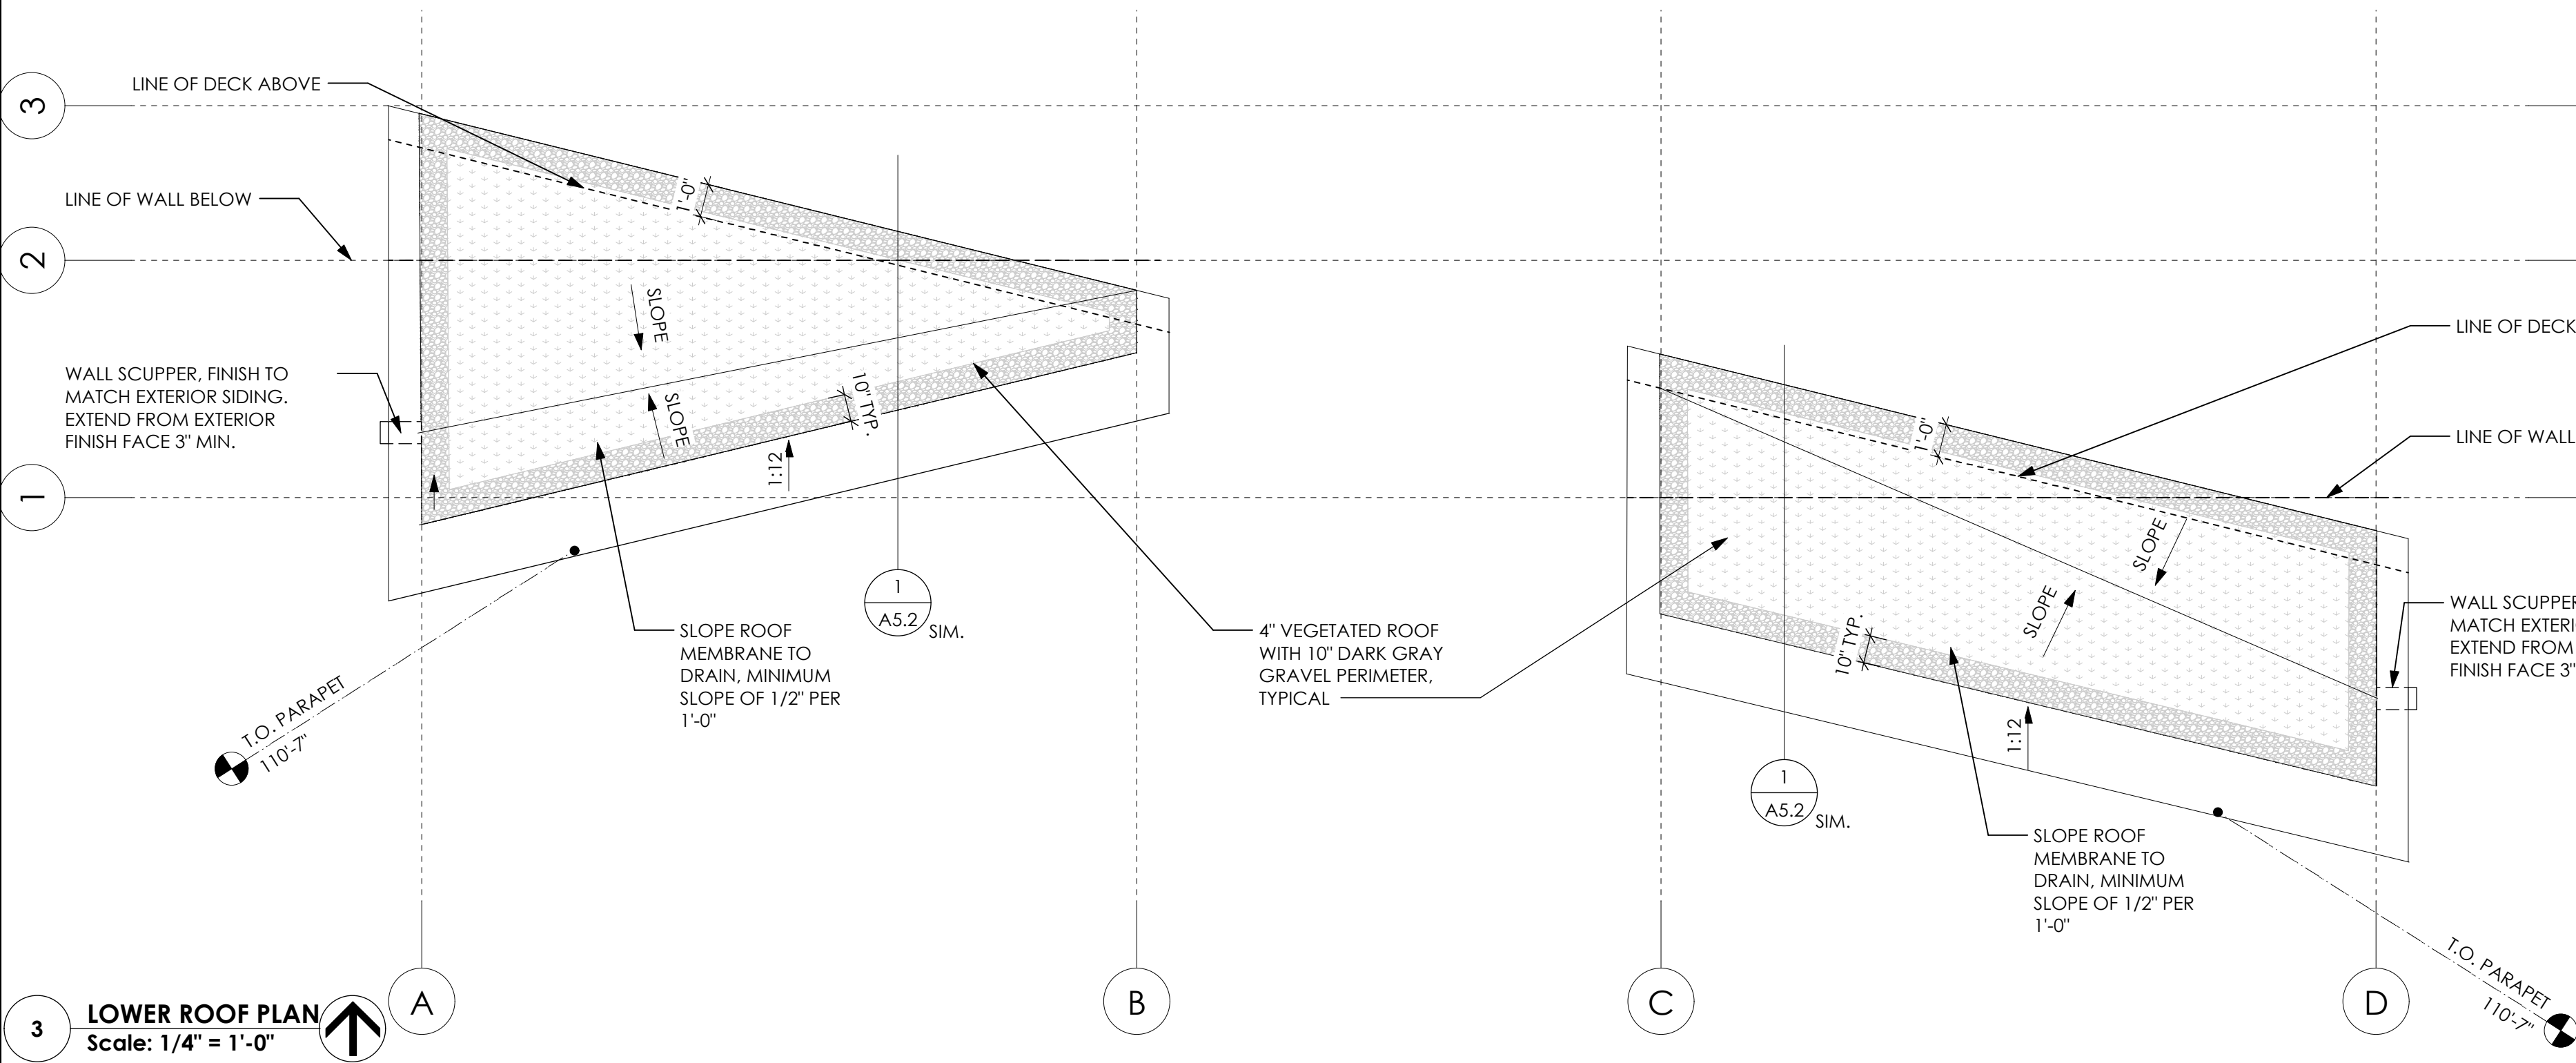 LINE OF DECK ABOVE
3
LINE OF WALL BELOW
2
WALL SCUPPER, FINISH TO
MATCH EXTERIOR SIDING.
EXTEND FROM EXTERIOR
FINISH FACE 3" MIN.
1
SLOPE
SLOPE
10" TYP.
1:12
1
A5.2
SIM.
SLOPE ROOF
MEMBRANE TO
DRAIN, MINIMUM
SLOPE OF 1/2" PER
1'-0"
T.O. PARAPET
110'-7"
4" VEGETATED ROOF
WITH 10" DARK GRAY
GRAVEL PERIMETER,
TYPICAL
LINE OF DECK
LINE OF WALL
SLOPE
SLOPE
10" TYP.
1:12
WALL SCUPPER
MATCH EXTERI
EXTEND FROM
FINISH FACE 3"
1
A5.2
SIM.
SLOPE ROOF
MEMBRANE TO
DRAIN, MINIMUM
SLOPE OF 1/2" PER
1'-0"
T.O. PARAPET
110'-7"
A
B
C
D
3
LOWER ROOF PLAN
Scale: 1/4" = 1'-0"